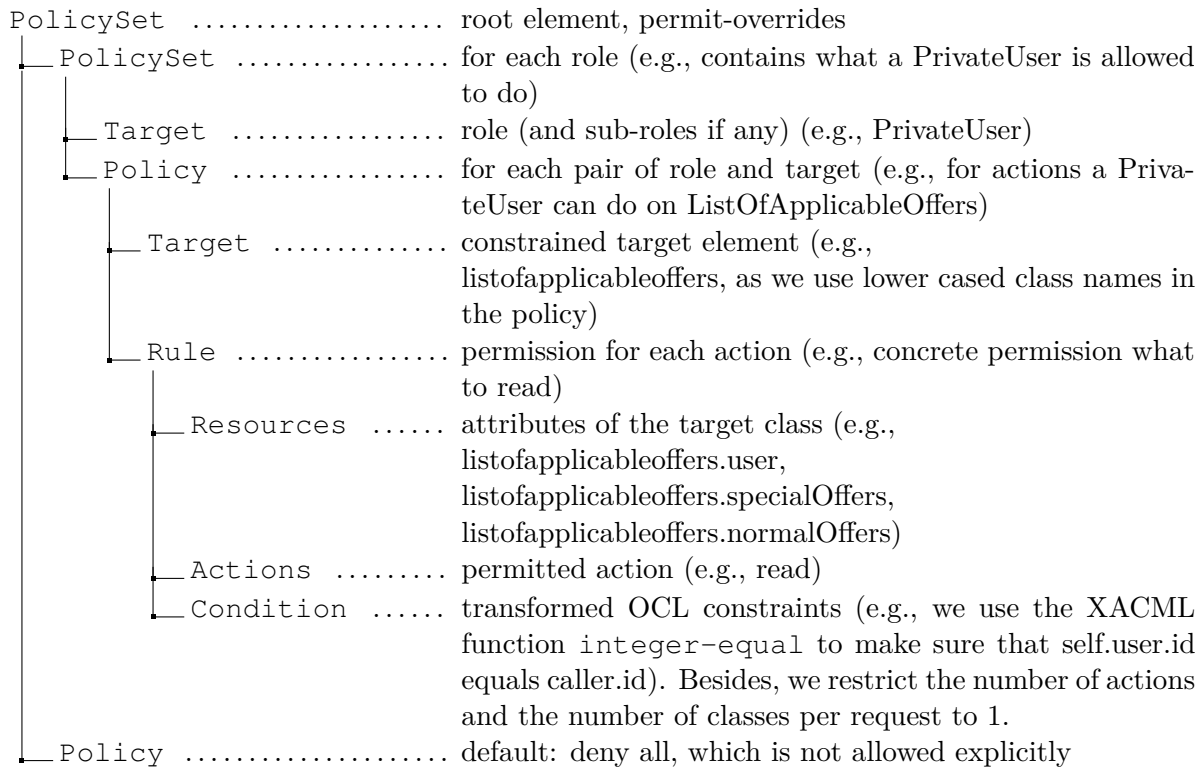 PolicySet .................... root element, permit-overrides
PolicySet ................. for each role (e.g., contains what a PrivateUser is allowed
to do)
Target ................. role (and sub-roles if any) (e.g., PrivateUser)
Policy ................. for each pair of role and target (e.g., for actions a Priva-
teUser can do on ListOfApplicableOffers)
Target .............. constrained target element (e.g.,
listofapplicableoffers, as we use lower cased class names in
the policy)
Rule ................. permission for each action (e.g., concrete permission what
to read)
Resources ...... attributes of the target class (e.g.,
listofapplicableoffers.user,
listofapplicableoffers.specialOffers,
listofapplicableoffers.normalOffers)
Actions ......... permitted action (e.g., read)
Condition ...... transformed OCL constraints (e.g., we use the XACML
function integer-equal to make sure that self.user.id
equals caller.id). Besides, we restrict the number of actions
and the number of classes per request to 1.
Policy ..................... default: deny all, which is not allowed explicitly